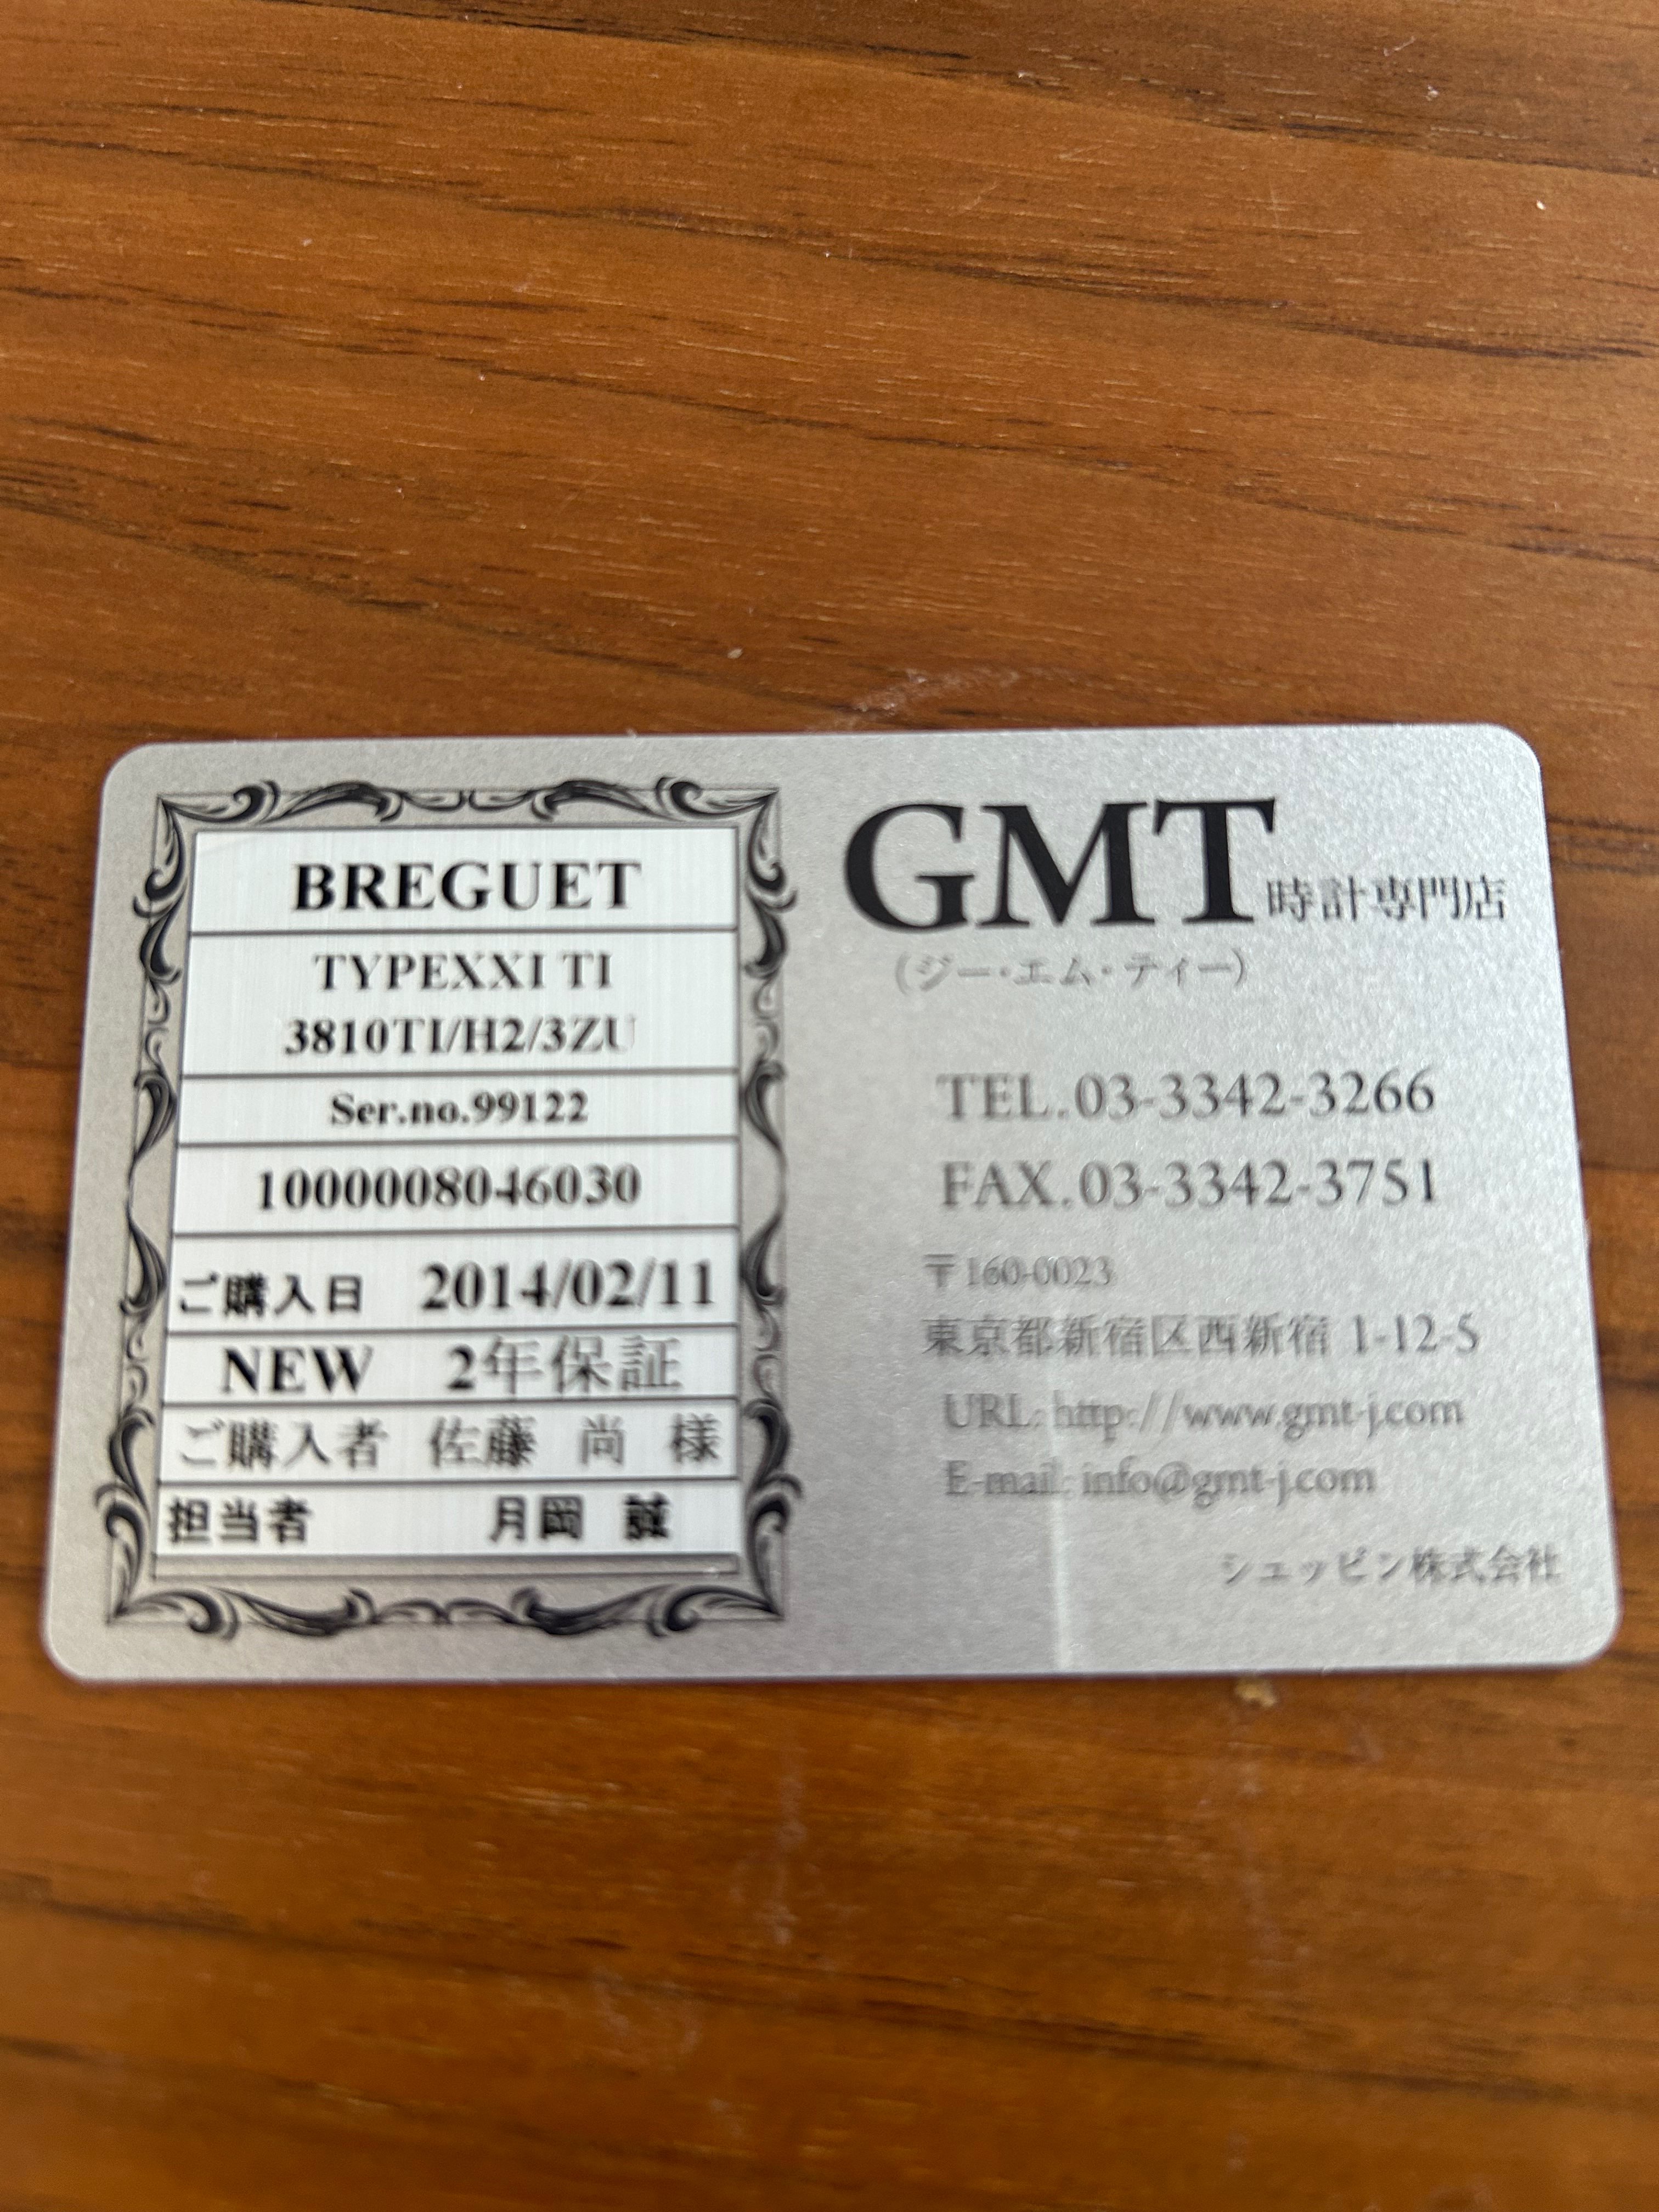 BREGUET
TYPEXXI TI
3810TI/H2/3ZU
Ser.no.99122
1000008046030
ご購入日 2014/02/11
NEW 2年保証
ご購入者 佐藤 尚 様
担当者 月岡 誠
GMT時計専門店
(ジー・エム・ティー)
TEL.03-3342-3266
FAX.03-3342-3751
〒160-0023
東京都新宿区西新宿 1-12-5
URL: http://www.gmt-j.com
E-mail: info@gmt-j.com
シュッピン株式会社